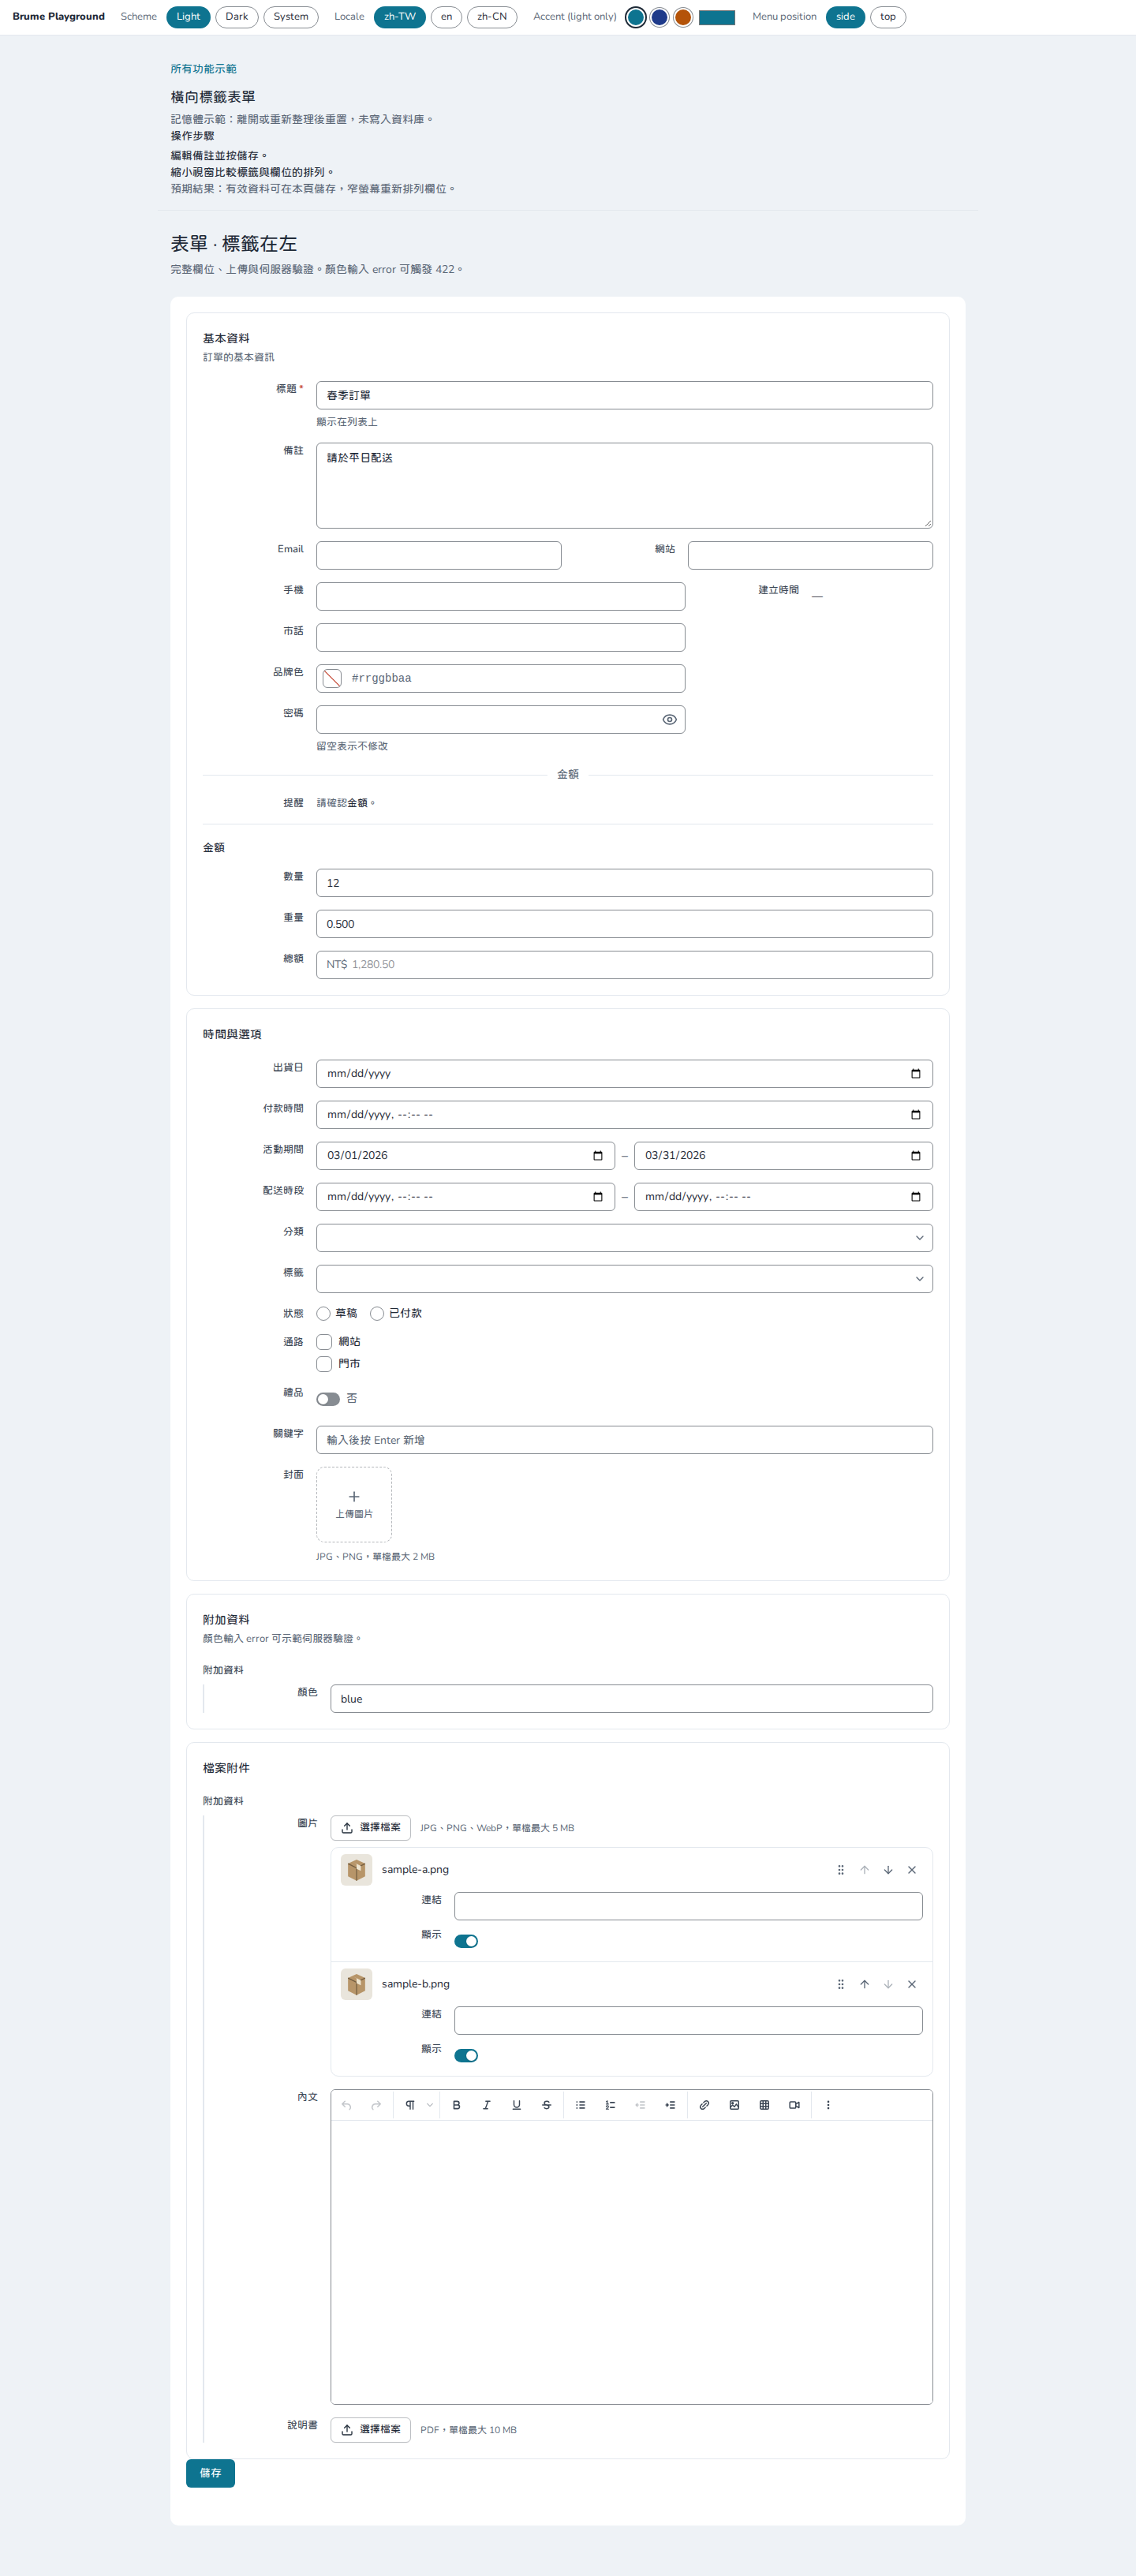 Brume Playground Scheme Light Dark System Locale zh-TW en zh-CN Accent (light only) Menu position side top
所有功能示範
橫向標籤表單
記憶體示範：離開或重新整理後重置，未寫入資料庫。
操作步驟
編輯備註並按儲存。
縮小視窗比較標籤與欄位的排列。
預期結果：有效資料可在本頁儲存，窄螢幕重新排列欄位。
表單 · 標籤在左
完整欄位、上傳與伺服器驗證。顏色輸入 error 可觸發 422。
基本資料
訂單的基本資訊
標題 * 春季訂單
顯示在列表上
備註 請於平日配送
Email 網站
手機 建立時間 —
市話
品牌色 #rrggbbaa
密碼
留空表示不修改
金額
提醒 請確認金額。
金額
數量 12
重量 0.500
總額 NT$ 1,280.50
時間與選項
出貨日 mm/dd/yyyy
付款時間 mm/dd/yyyy, --:-- --
活動期間 03/01/2026 – 03/31/2026
配送時段 mm/dd/yyyy, --:-- -- – mm/dd/yyyy, --:-- --
分類
標籤
狀態 草稿 已付款
通路 網站
門市
禮品 否
關鍵字 輸入後按 Enter 新增
封面
上傳圖片
JPG、PNG，單檔最大 2 MB
附加資料
顏色輸入 error 可示範伺服器驗證。
附加資料
顏色 blue
檔案附件
附加資料
圖片 選擇檔案 JPG、PNG、WebP，單檔最大 5 MB
sample-a.png
連結
顯示
sample-b.png
連結
顯示
內文
說明書 選擇檔案 PDF，單檔最大 10 MB
儲存